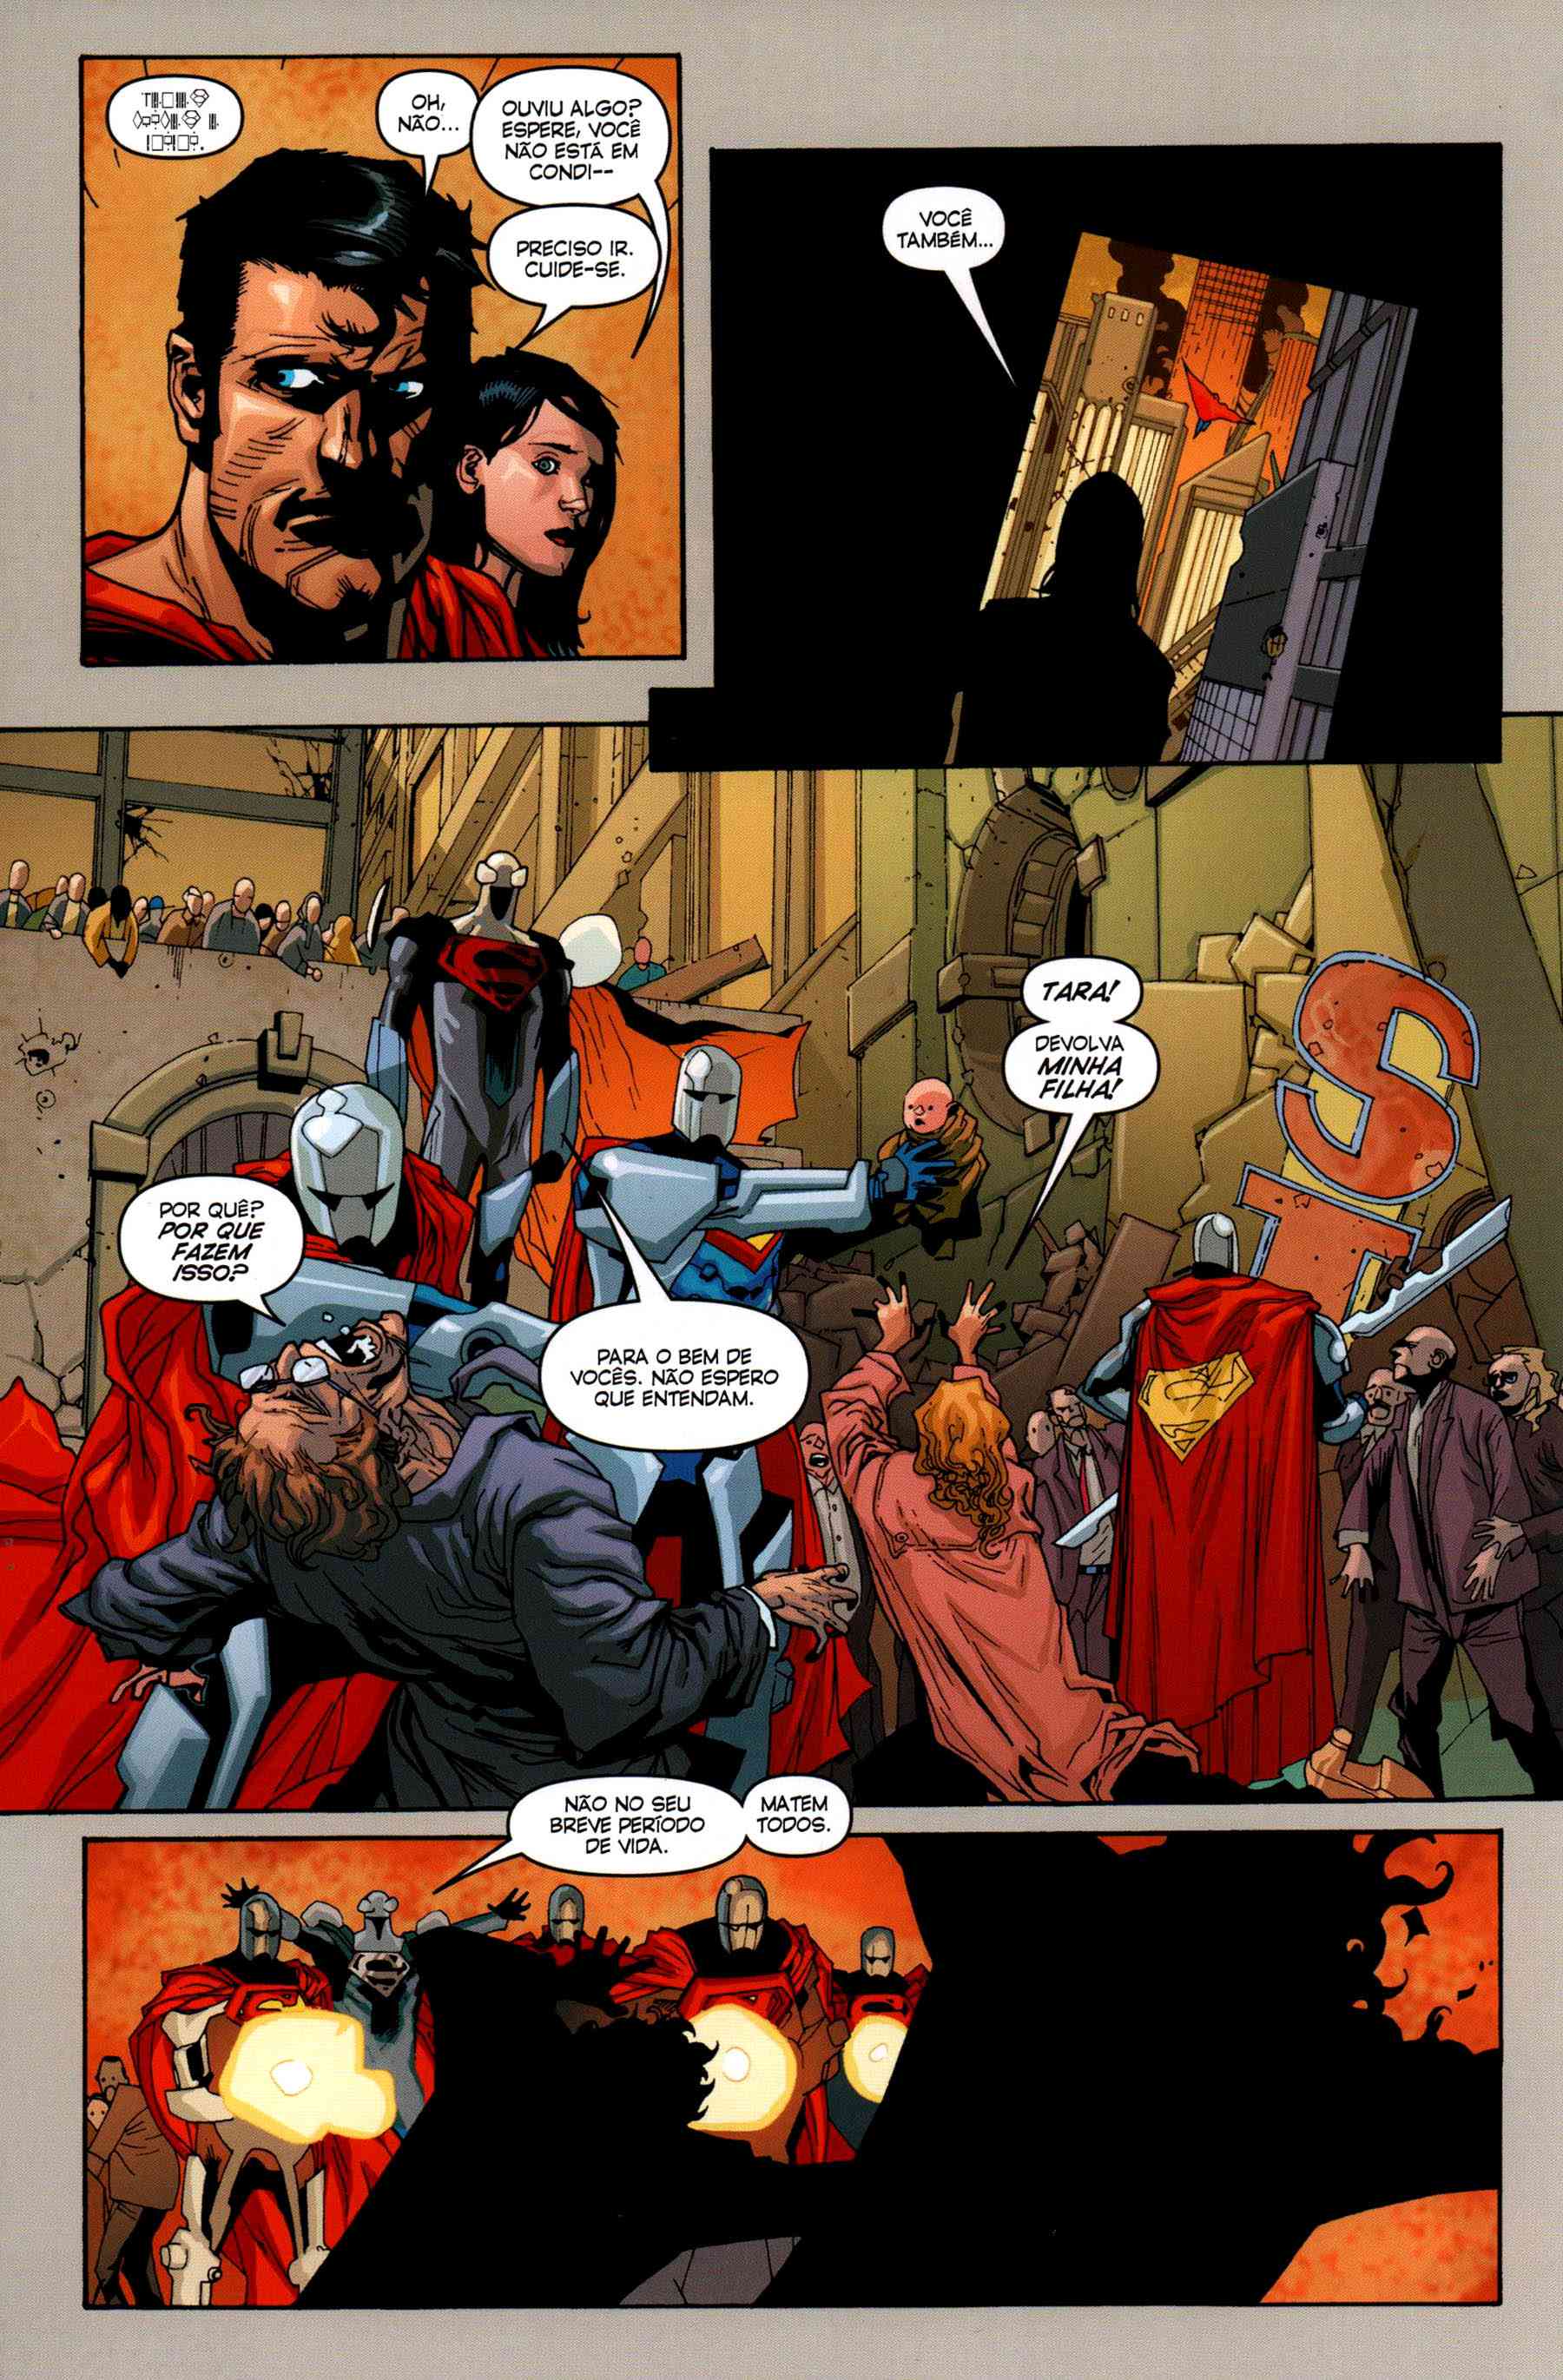 OH,
NÃO...
OUVIU ALGO?
ESPERE, VOCÊ
NÃO ESTÁ EM
CONDI--
PRECISO IR.
CUIDE-SE.
VOCÊ
TAMBÉM...
TARA!
DEVOLVA
MINHA
FILHA!
S
T
POR QUÊ?
POR QUE
FAZEM
ISSO?
PARA O BEM DE
VOCÊS. NÃO ESPERO
QUE ENTENDAM.
NÃO NO SEU
BREVE PERÍODO
DE VIDA.
MATEM
TODOS.